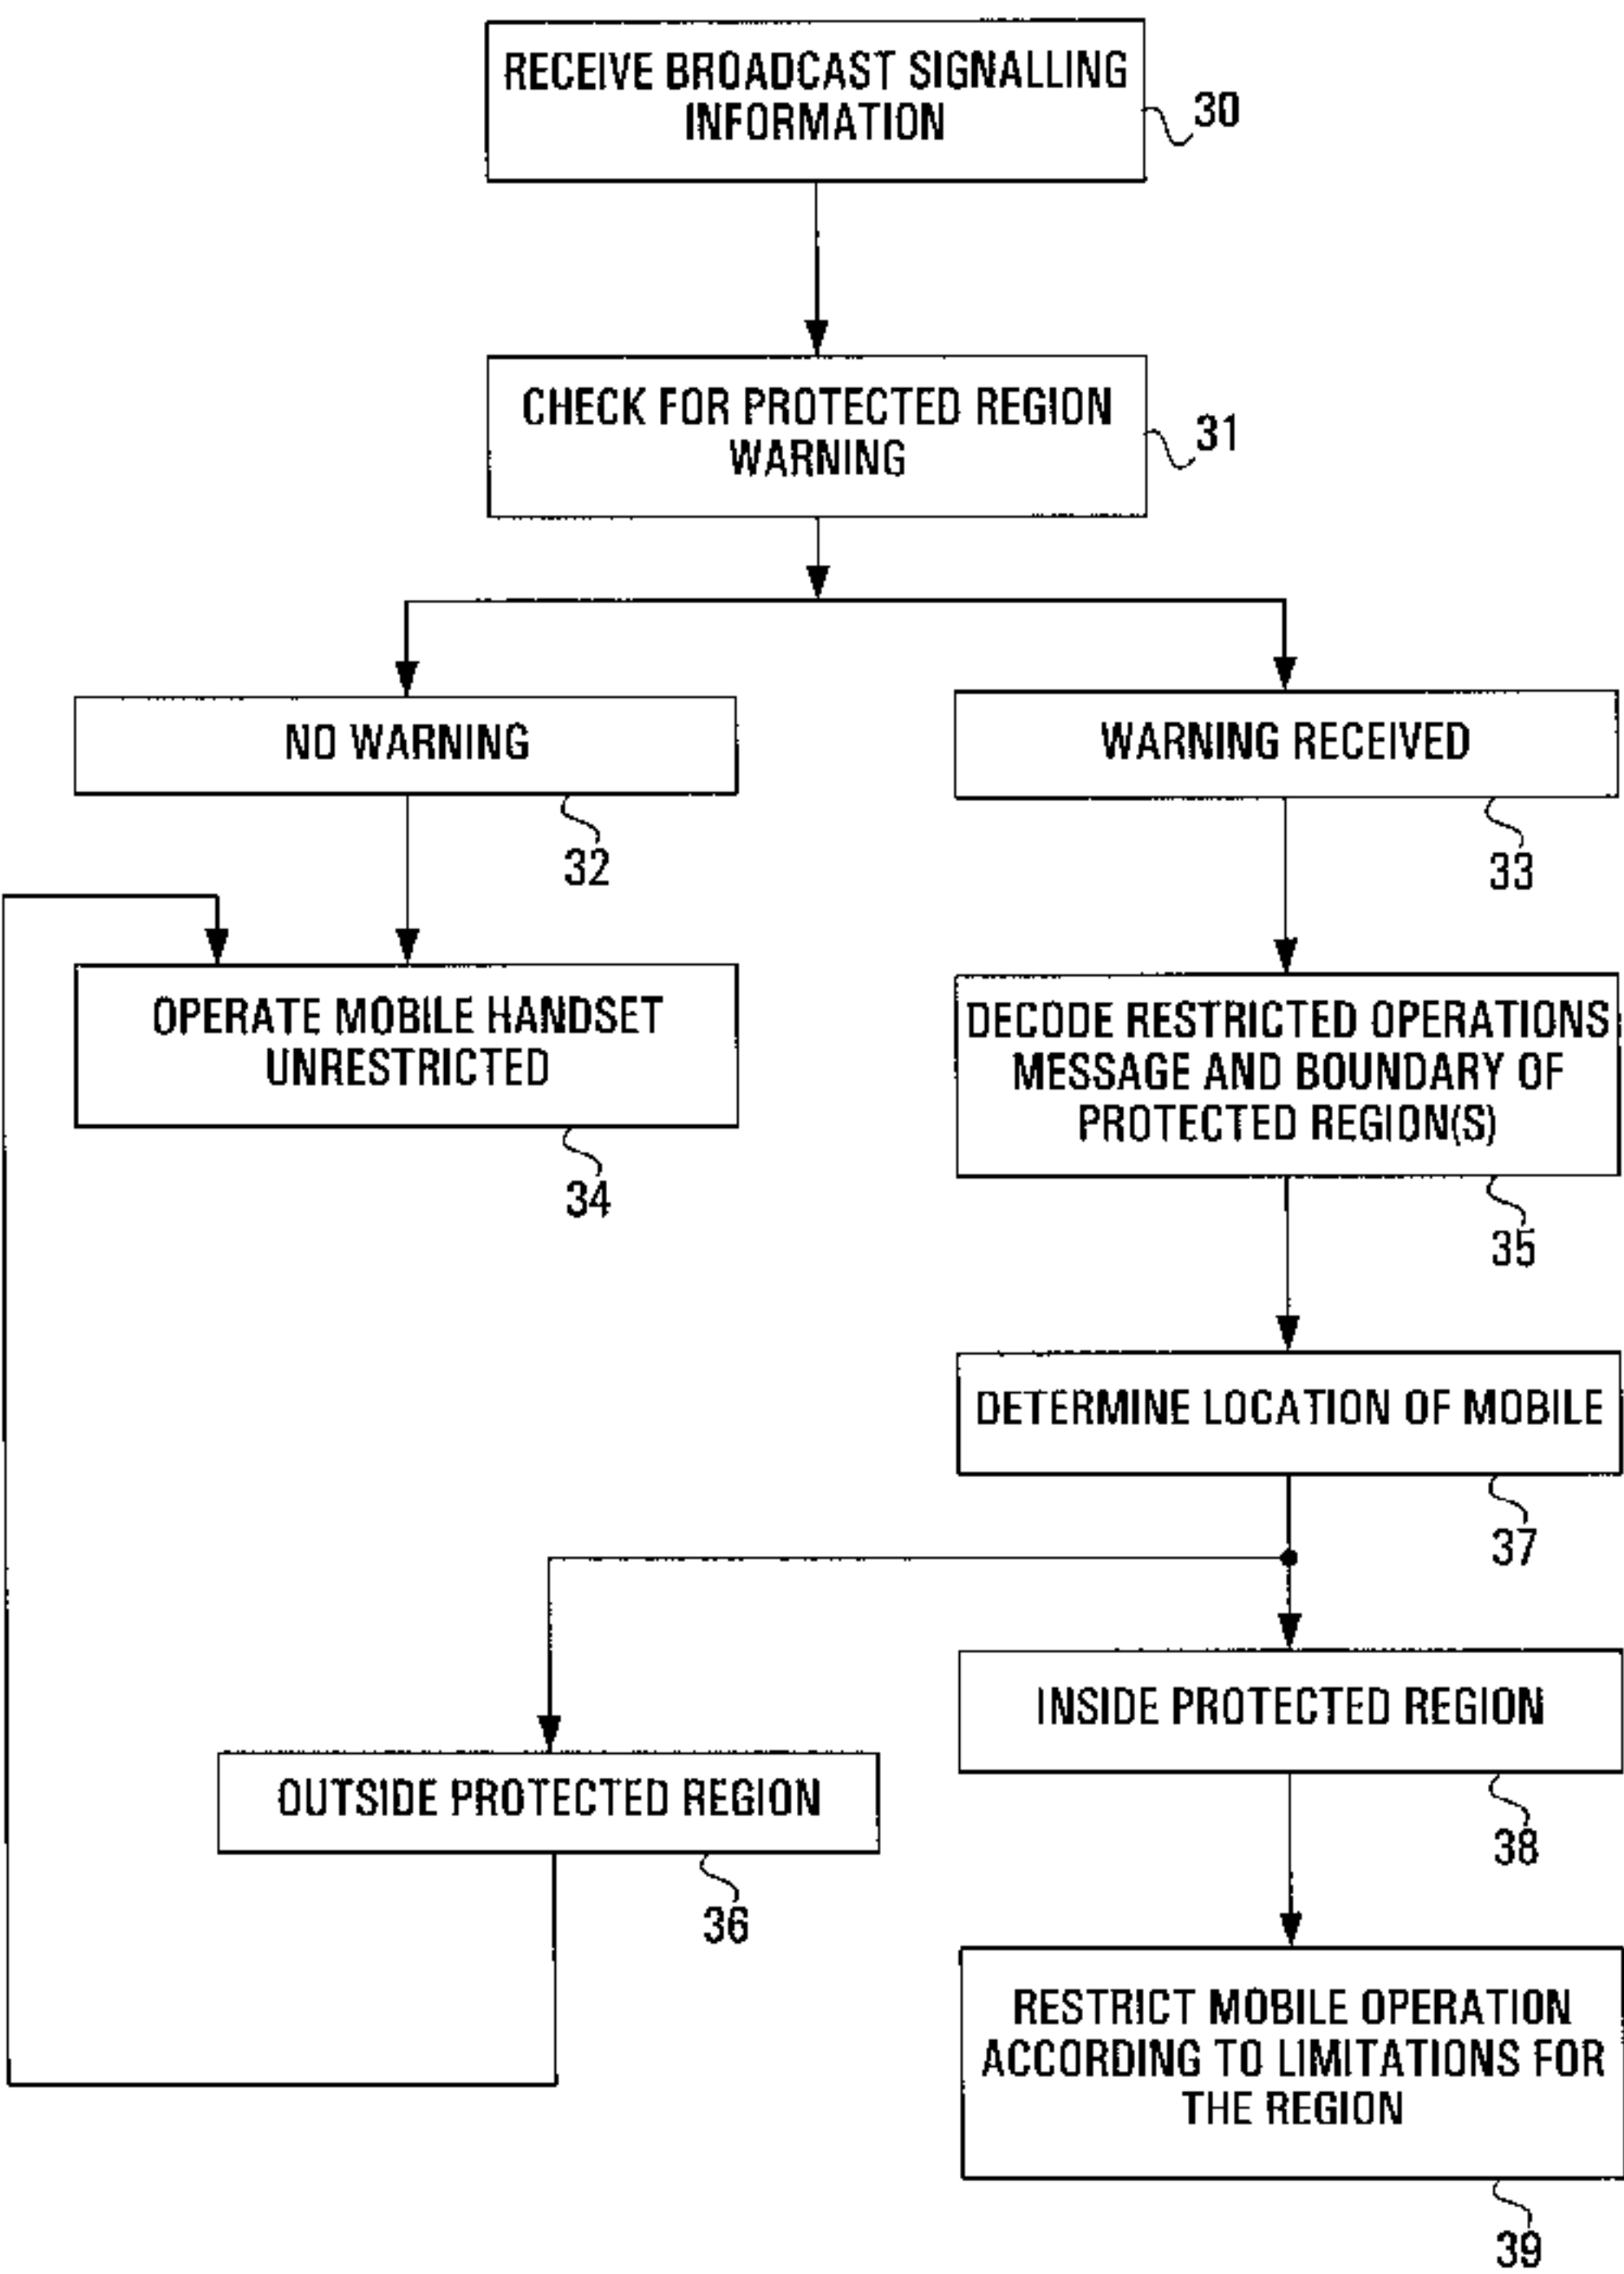 RECEIVE BROADCAST SIGNALLING
INFORMATION
30
CHECK FOR PROTECTED REGION
WARNING
31
NO WARNING
32
WARNING RECEIVED
33
OPERATE MOBILE HANDSET
UNRESTRICTED
34
DECODE RESTRICTED OPERATIONS
MESSAGE AND BOUNDARY OF
PROTECTED REGION(S)
35
DETERMINE LOCATION OF MOBILE
37
INSIDE PROTECTED REGION
38
OUTSIDE PROTECTED REGION
36
RESTRICT MOBILE OPERATION
ACCORDING TO LIMITATIONS FOR
THE REGION
39